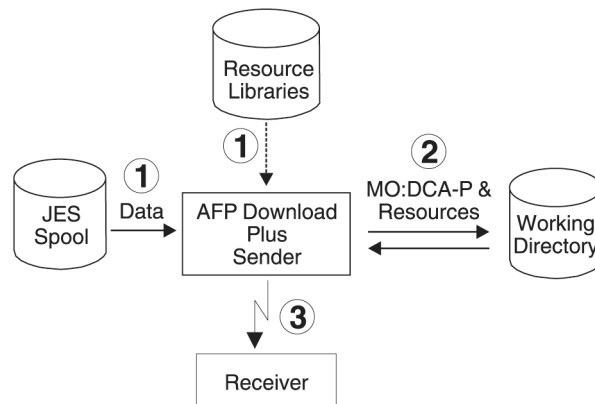 Resource
Libraries
1
1
Data
JES
Spool
AFP Download
Plus
Sender
2
MO:DCA-P &
Resources
Working
Directory
3
Receiver